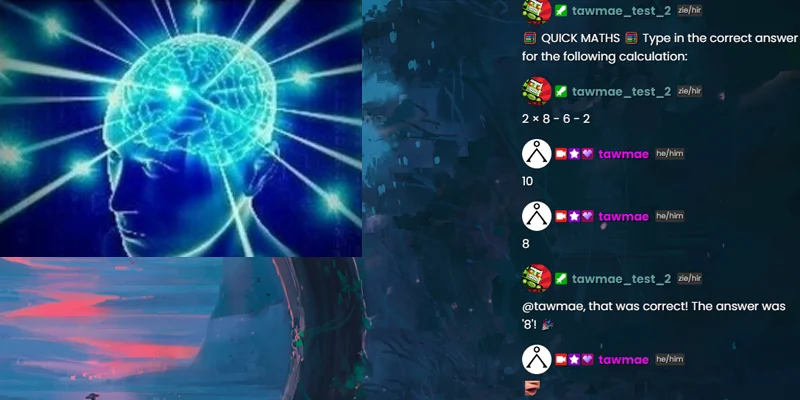 tawmae_test_2 zie/hir
QUICK MATHS Type in the correct answer
for the following calculation:
tawmae_test_2 zie/hir
2 × 8 - 6 - 2
tawmae he/him
10
tawmae he/him
8
tawmae_test_2 zie/hir
@tawmae, that was correct! The answer was
'8'!
tawmae he/him